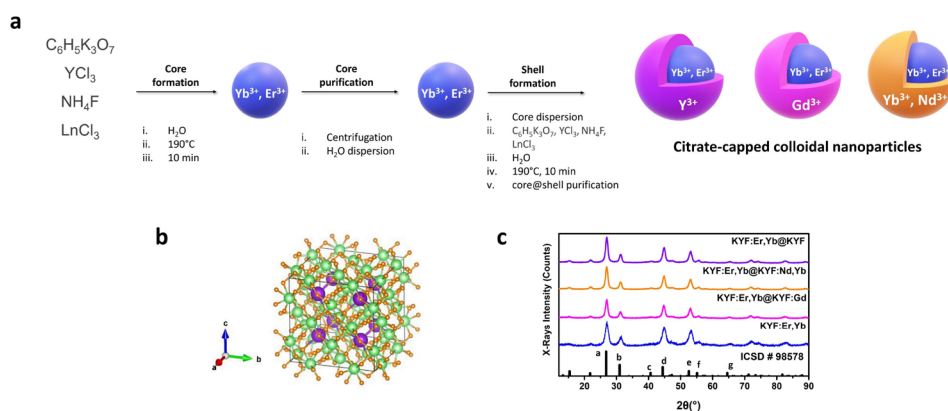 a
C₆H₅K₃O₇
YCl₃
NH₄F
LnCl₃
Core
formation
i. H₂O
ii. 190°C
iii. 10 min
Yb³⁺, Er³⁺
Core
purification
i. Centrifugation
ii. H₂O dispersion
Yb³⁺, Er³⁺
Shell
formation
i. Core dispersion
ii. C₆H₅K₃O₇, YCl₃, NH₄F,
LnCl₃
iii. H₂O
iv. 190°C, 10 min
v. core@shell purification
Yb³⁺, Er³⁺
Y³⁺
Yb³⁺, Er³⁺
Gd³⁺
Yb³⁺, Er³⁺
Yb³⁺, Nd³⁺
Citrate-capped colloidal nanoparticles
b
c
a
b
c
X-Rays Intensity (Counts)
KYF:Er,Yb@KYF
KYF:Er,Yb@KYF:Nd,Yb
KYF:Er,Yb@KYF:Gd
KYF:Er,Yb
ICSD # 98578
a b c d e f g
20 30 40 50 60 70 80 90
2θ(°)